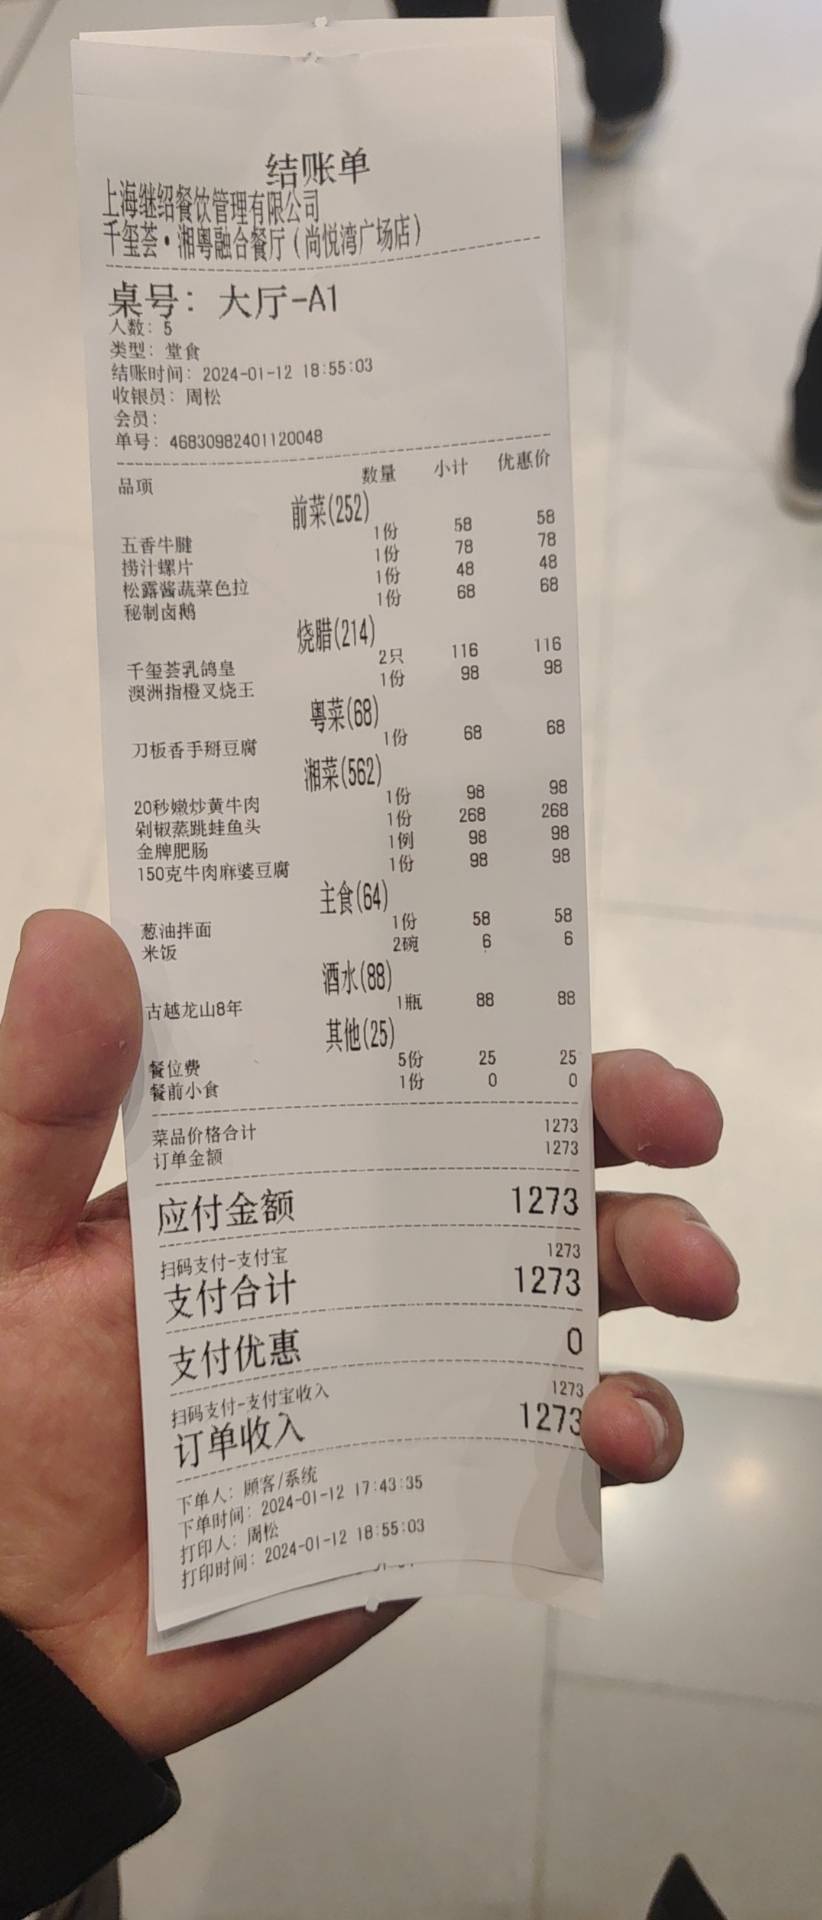 结账单
上海继绍餐饮管理有限公司
千玺荟·湘粤融合餐厅(尚悦湾广场店)
桌号: 大厅-A1
人数: 5
类型: 堂食
结账时间: 2024-01-12 18:55:03
收银员: 周松
会员:
单号: 46830982401120048
品项 数量 小计 优惠价
前菜(252)
五香牛腱 1份 58 58
捞汁螺片 1份 78 78
松露酱蔬菜色拉 1份 48 48
秘制卤鹅 1份 68 68
烧腊(214)
千玺荟乳鸽皇 2只 116 116
澳洲指橙叉烧王 1份 98 98
粤菜(68)
刀板香手掰豆腐 1份 68 68
湘菜(562)
20秒嫩炒黄牛肉 1份 98 98
剁椒蒸跳蛙鱼头 1份 268 268
金牌肥肠 1例 98 98
150克牛肉麻婆豆腐 1份 98 98
主食(64)
葱油拌面 1份 58 58
米饭 2碗 6 6
酒水(88)
古越龙山8年 1瓶 88 88
其他(25)
餐位费 5份 25 25
餐前小食 1份 0 0
菜品价格合计 1273
订单金额 1273
应付金额 1273
扫码支付-支付宝 1273
支付合计 1273
支付优惠 0
扫码支付-支付宝收入 1273
订单收入 1273
下单人: 顾客/系统
下单时间: 2024-01-12 17:43:35
打印人: 周松
打印时间: 2024-01-12 18:55:03